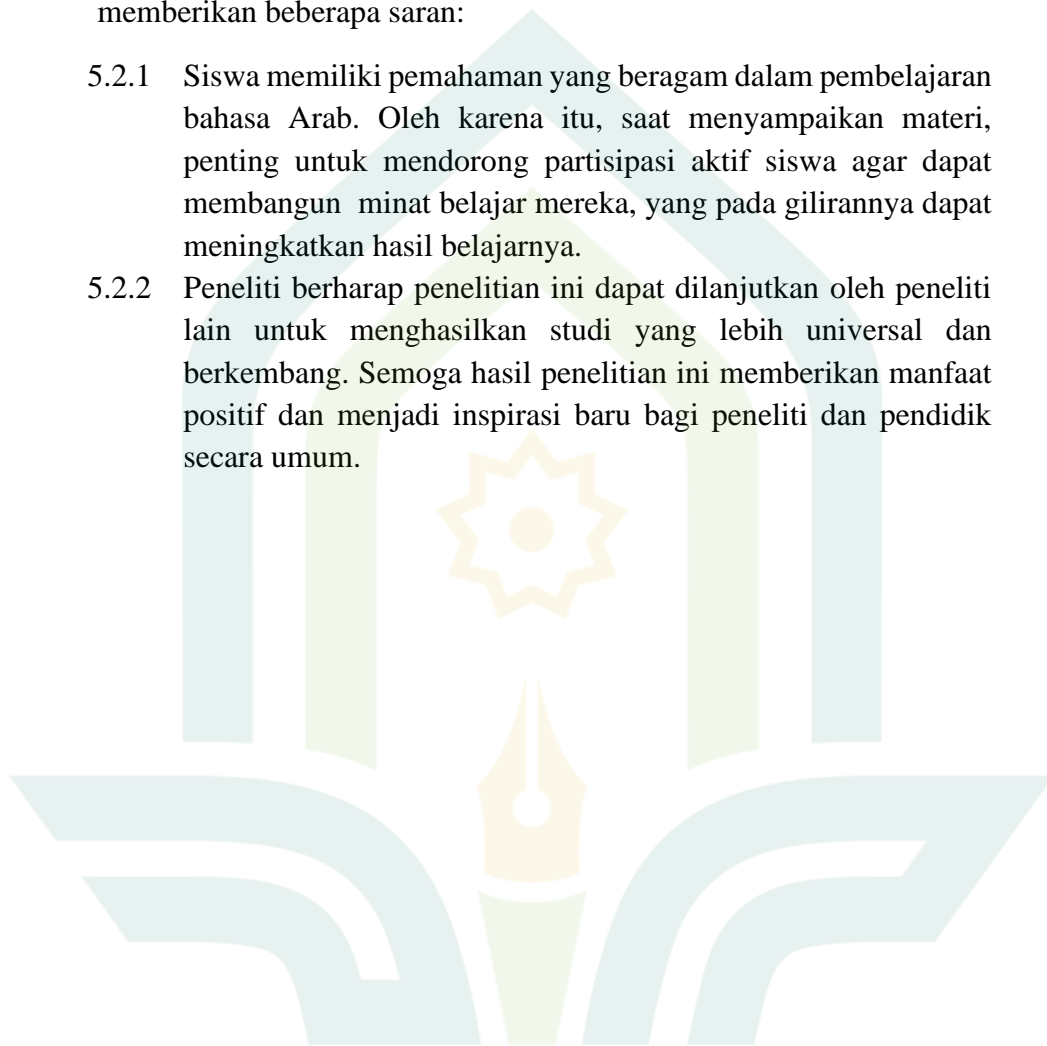 memberikan beberapa saran:
5.2.1 Siswa memiliki pemahaman yang beragam dalam pembelajaran
bahasa Arab. Oleh karena itu, saat menyampaikan materi,
penting untuk mendorong partisipasi aktif siswa agar dapat
membangun minat belajar mereka, yang pada gilirannya dapat
meningkatkan hasil belajarnya.
5.2.2 Peneliti berharap penelitian ini dapat dilanjutkan oleh peneliti
lain untuk menghasilkan studi yang lebih universal dan
berkembang. Semoga hasil penelitian ini memberikan manfaat
positif dan menjadi inspirasi baru bagi peneliti dan pendidik
secara umum.